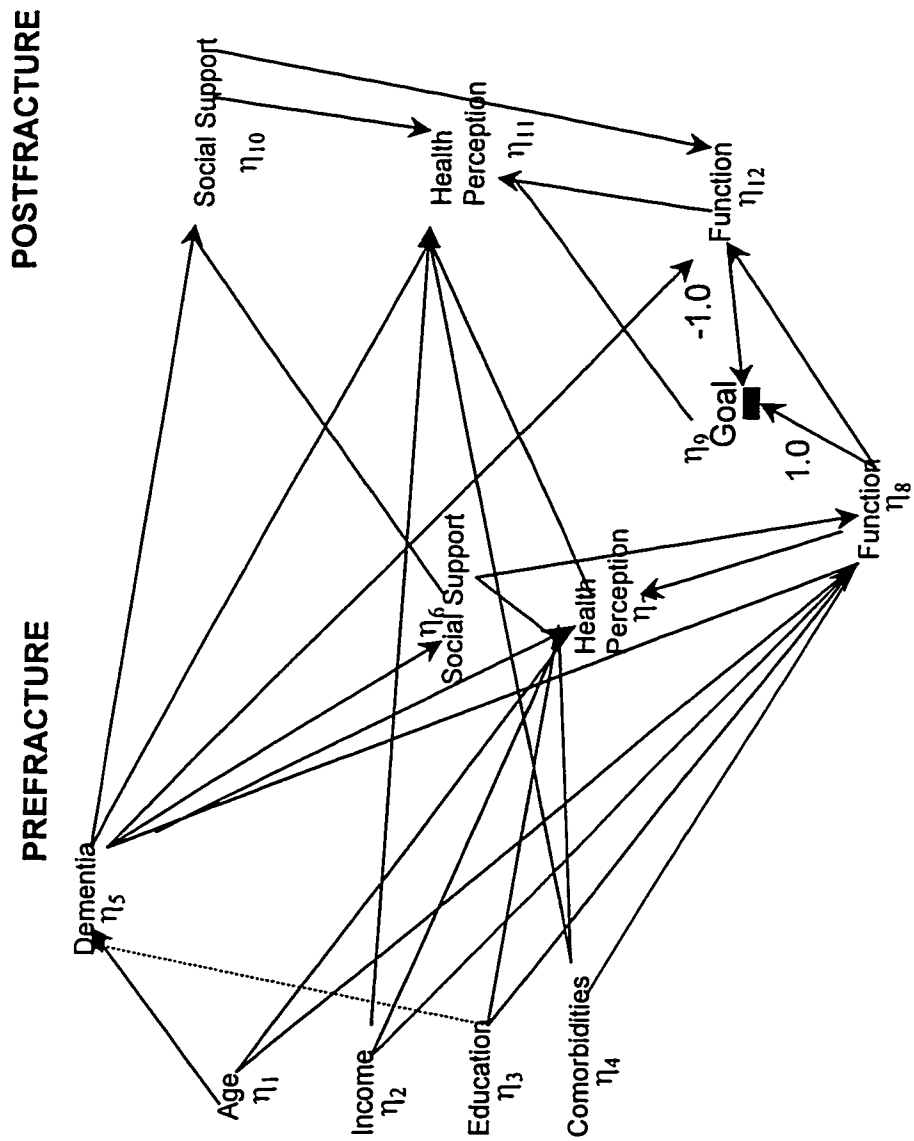 PREFRACTURE
POSTFRACTURE
Dementia
η5
Age
η1
Income
η2
Education
η3
Comorbidities
η4
η6
Social Support
Health
Perception
η7
Function
η8
η9
Goal
1.0
-1.0
Social Support
η10
Health
Perception
η11
Function
η12